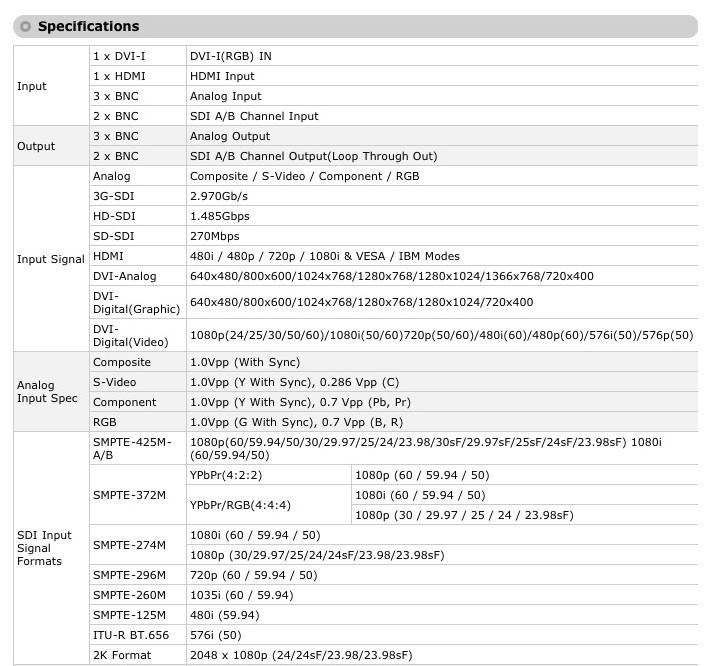 Specifications
Input
1 x DVI-I DVI-I(RGB) IN
1 x HDMI HDMI Input
3 x BNC Analog Input
2 x BNC SDI A/B Channel Input
Output
3 x BNC Analog Output
2 x BNC SDI A/B Channel Output(Loop Through Out)
Input Signal
Analog Composite / S-Video / Component / RGB
3G-SDI 2.970Gb/s
HD-SDI 1.485Gbps
SD-SDI 270Mbps
HDMI 480i / 480p / 720p / 1080i & VESA / IBM Modes
DVI-Analog 640x480/800x600/1024x768/1280x768/1280x1024/1366x768/720x400
DVI-
Digital(Graphic) 640x480/800x600/1024x768/1280x768/1280x1024/720x400
DVI-
Digital(Video) 1080p(24/25/30/50/60)/1080i(50/60)720p(50/60)/480i(60)/480p(60)/576i(50)/576p(50)
Analog
Input Spec
Composite 1.0Vpp (With Sync)
S-Video 1.0Vpp (Y With Sync), 0.286 Vpp (C)
Component 1.0Vpp (Y With Sync), 0.7 Vpp (Pb, Pr)
RGB 1.0Vpp (G With Sync), 0.7 Vpp (B, R)
SDI Input
Signal
Formats
SMPTE-425M-
A/B
1080p(60/59.94/50/30/29.97/25/24/23.98/30sF/29.97sF/25sF/24sF/23.98sF) 1080i
(60/59.94/50)
SMPTE-372M
YPbPr(4:2:2) 1080p (60 / 59.94 / 50)
YPbPr/RGB(4:4:4)
1080i (60 / 59.94 / 50)
1080p (30 / 29.97 / 25 / 24 / 23.98sF)
SMPTE-274M
1080i (60 / 59.94 / 50)
1080p (30/29.97/25/24/24sF/23.98/23.98sF)
SMPTE-296M 720p (60 / 59.94 / 50)
SMPTE-260M 1035i (60 / 59.94)
SMPTE-125M 480i (59.94)
ITU-R BT.656 576i (50)
2K Format 2048 x 1080p (24/24sF/23.98/23.98sF)